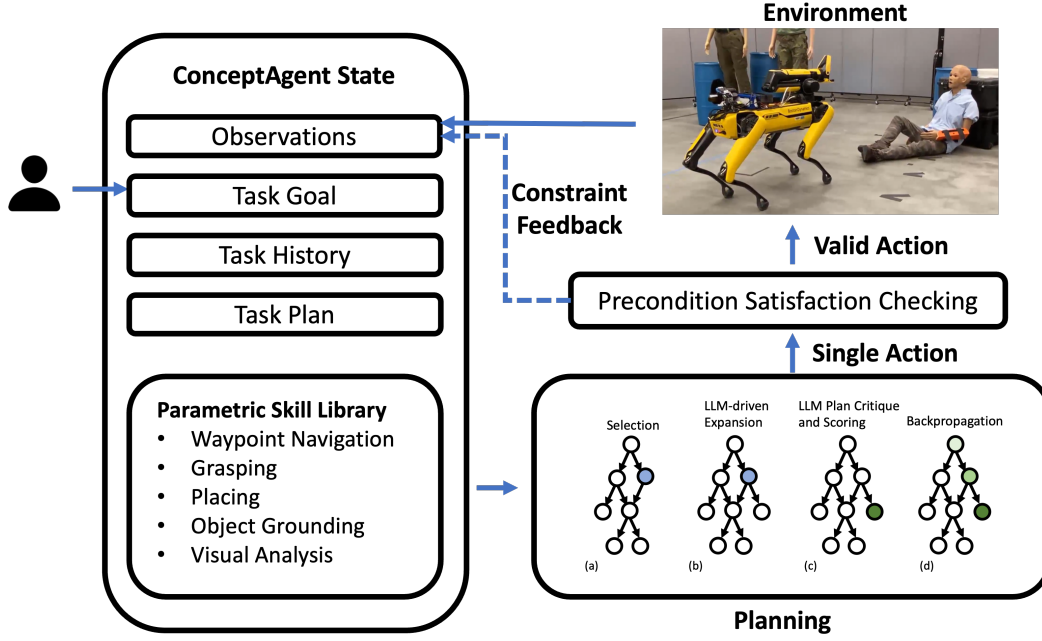 Environment
ConceptAgent State
Observations
Task Goal
Task History
Task Plan
Parametric Skill Library
• Waypoint Navigation
• Grasping
• Placing
• Object Grounding
• Visual Analysis
Constraint
Feedback
Valid Action
Precondition Satisfaction Checking
Single Action
Selection
LLM-driven
Expansion
LLM Plan Critique
and Scoring
Backpropagation
(a)
(b)
(c)
(d)
Planning